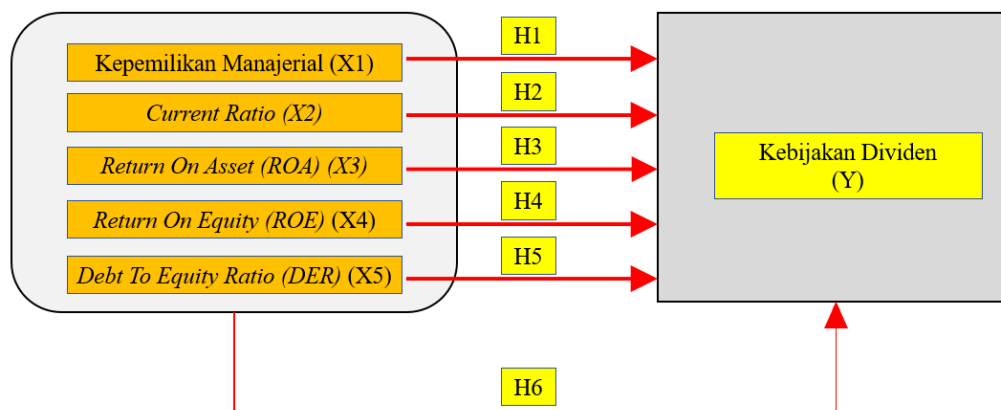 Kepemilikan Manajerial (X1)
H1
Current Ratio (X2)
H2
Return On Asset (ROA) (X3)
H3
Return On Equity (ROE) (X4)
H4
Debt To Equity Ratio (DER) (X5)
H5
Kebijakan Dividen
(Y)
H6